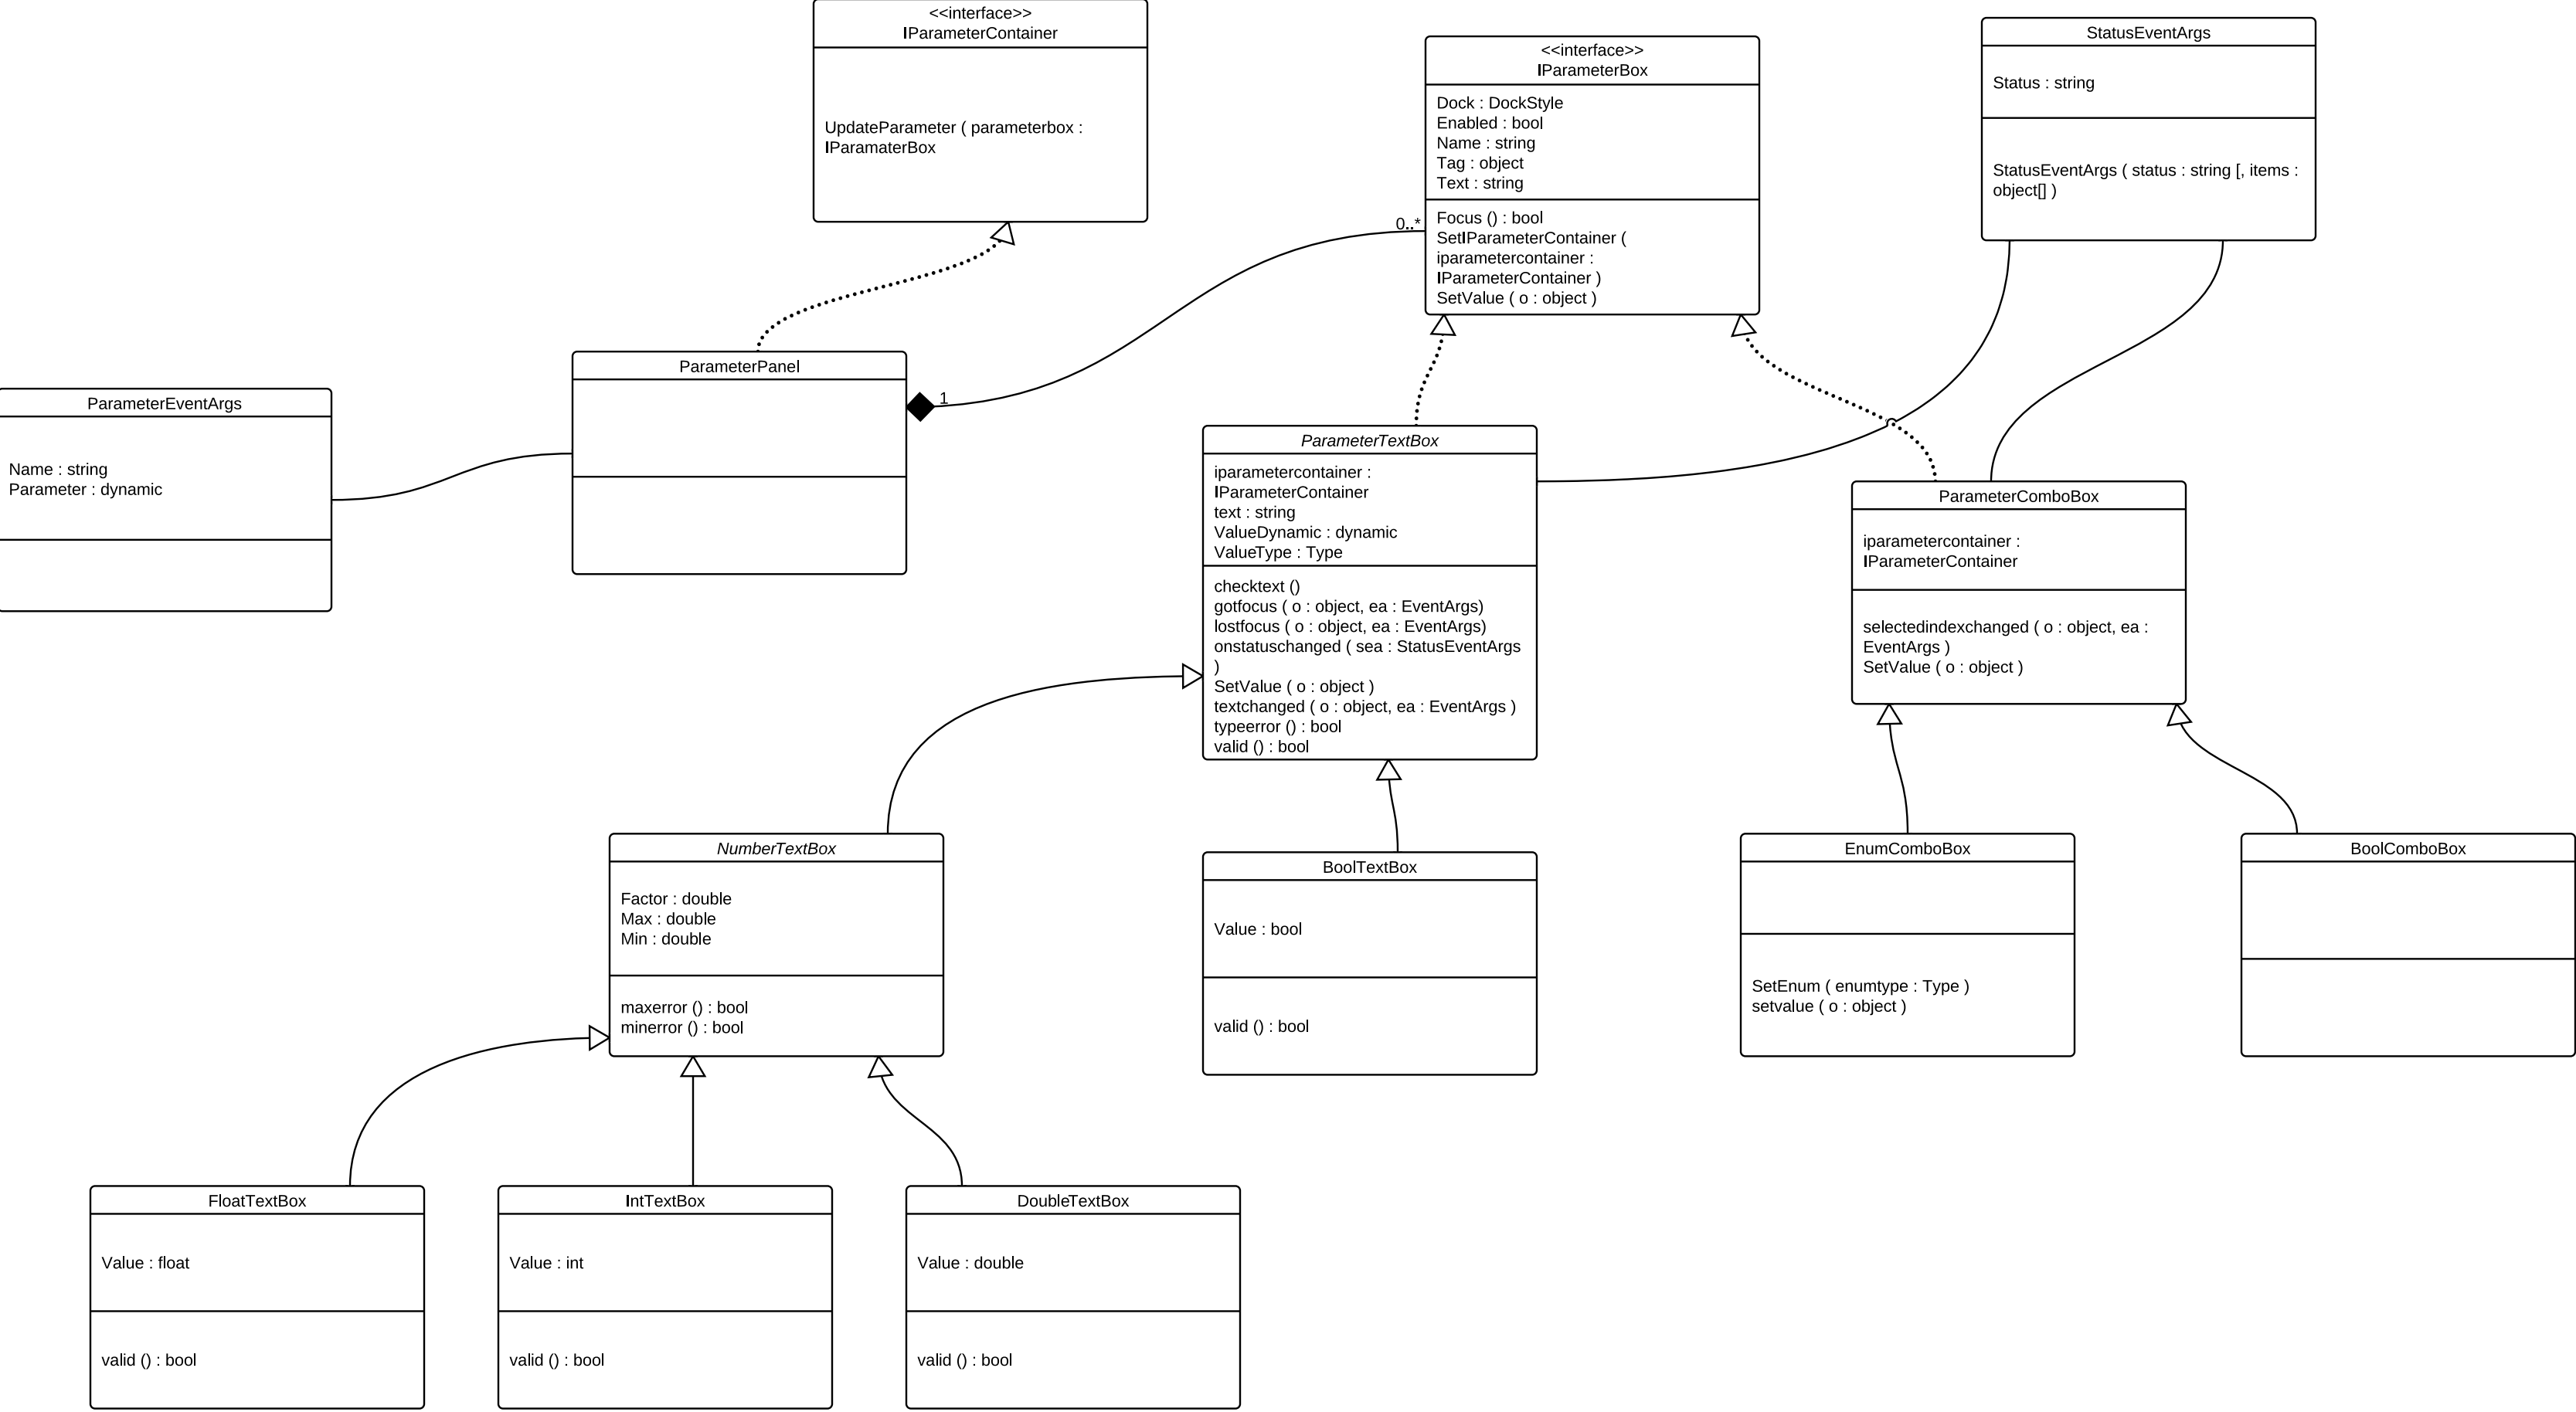 <<interface>>
IParameterContainer
UpdateParameter ( parameterbox :
IParamaterBox
<<interface>>
IParameterBox
Dock : DockStyle
Enabled : bool
Name : string
Tag : object
Text : string
Focus () : bool
SetIParameterContainer (
iparametercontainer :
IParameterContainer )
SetValue ( o : object )
StatusEventArgs
Status : string
StatusEventArgs ( status : string [, items :
object[] )
0..*
1
ParameterPanel
ParameterEventArgs
Name : string
Parameter : dynamic
ParameterTextBox
iparametercontainer :
IParameterContainer
text : string
ValueDynamic : dynamic
ValueType : Type
checktext ()
gotfocus ( o : object, ea : EventArgs)
lostfocus ( o : object, ea : EventArgs)
onstatuschanged ( sea : StatusEventArgs
)
SetValue ( o : object )
textchanged ( o : object, ea : EventArgs )
typeerror () : bool
valid () : bool
ParameterComboBox
iparametercontainer :
IParameterContainer
selectedindexchanged ( o : object, ea :
EventArgs )
SetValue ( o : object )
NumberTextBox
Factor : double
Max : double
Min : double
maxerror () : bool
minerror () : bool
BoolTextBox
Value : bool
valid () : bool
EnumComboBox
SetEnum ( enumtype : Type )
setvalue ( o : object )
BoolComboBox
FloatTextBox
Value : float
valid () : bool
IntTextBox
Value : int
valid () : bool
DoubleTextBox
Value : double
valid () : bool